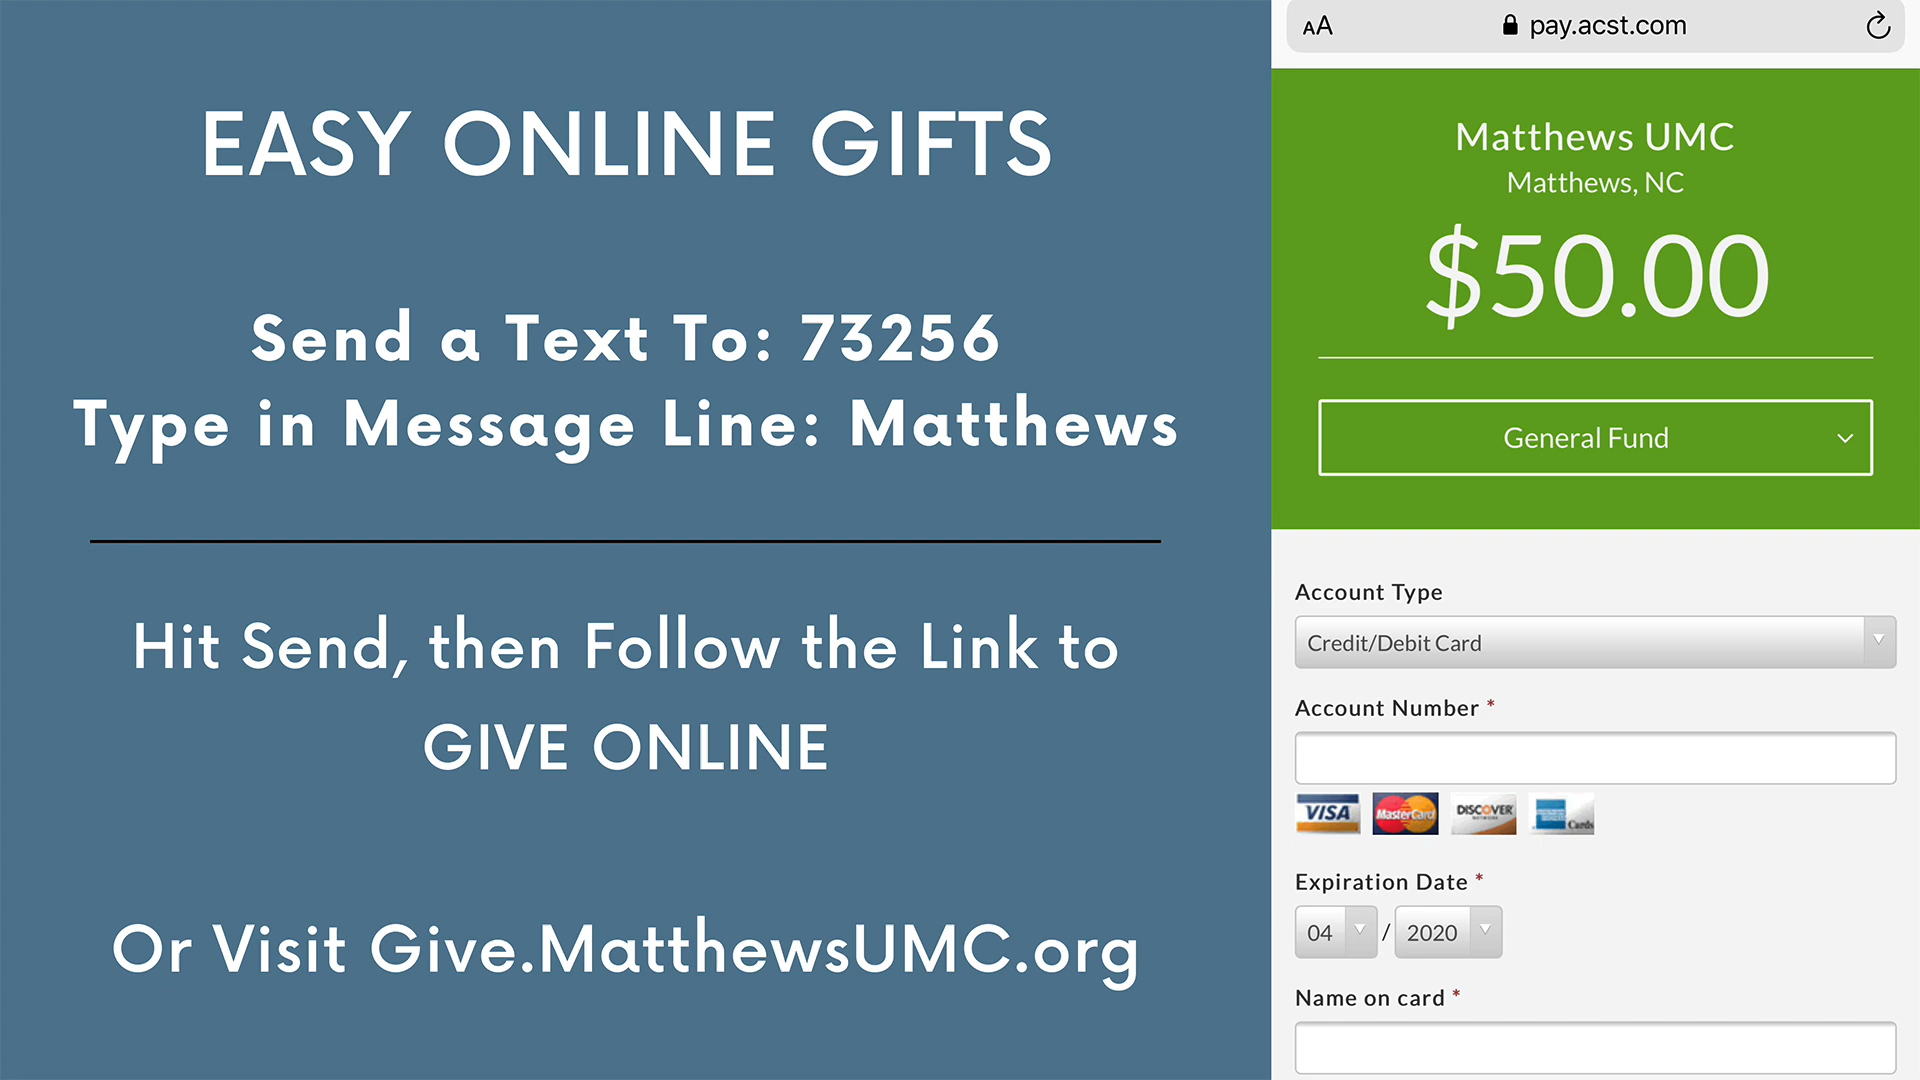 EASY ONLINE GIFTS
Send a Text To: 73256
Type in Message Line: Matthews
Hit Send, then Follow the Link to
GIVE ONLINE
Or Visit Give.MatthewsUMC.org
AA pay.acst.com
Matthews UMC
Matthews, NC
$50.00
General Fund
Account Type
Credit/Debit Card
Account Number *
VISA MasterCard DISCOVER NETWORK Cards
Expiration Date *
04 / 2020
Name on card *